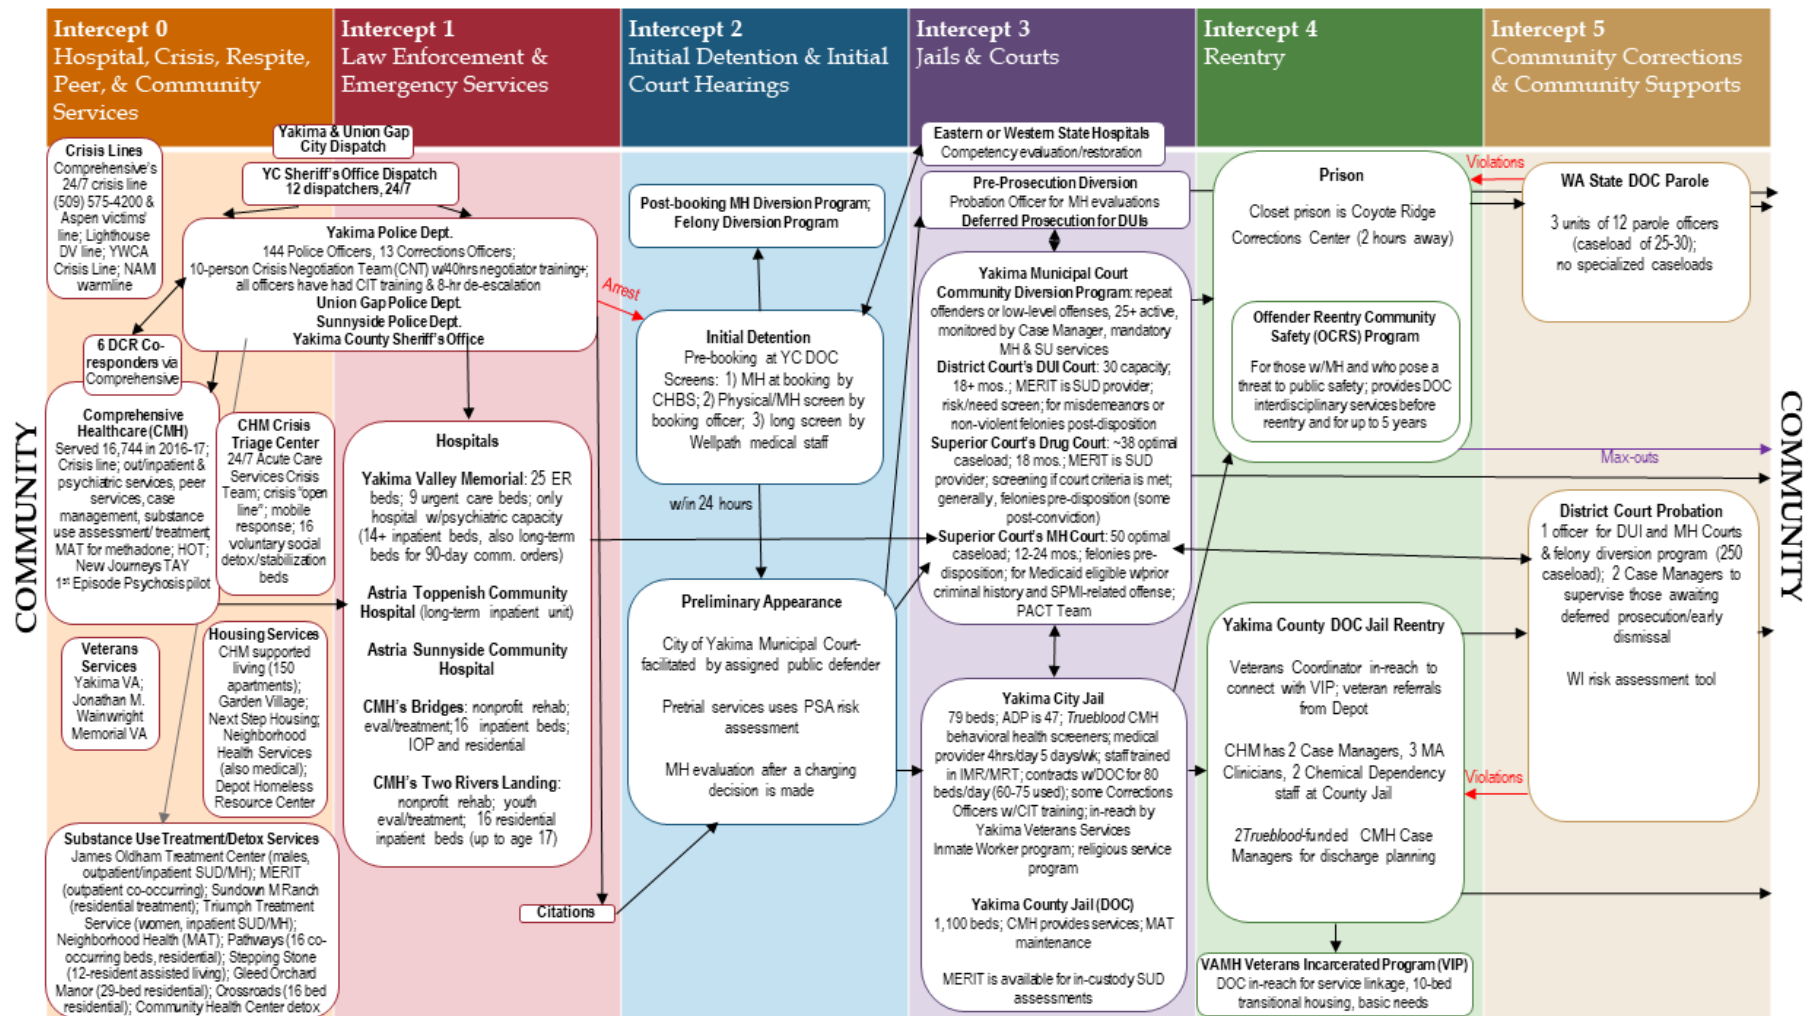 Intercept 0
Hospital, Crisis, Respite,
Peer, & Community
Services
Intercept 1
Law Enforcement &
Emergency Services
Intercept 2
Initial Detention & Initial
Court Hearings
Intercept 3
Jails & Courts
Intercept 4
Reentry
Intercept 5
Community Corrections
& Community Supports
COMMUNITY
Crisis Lines
Comprehensive's
24/7 crisis line
(509) 575-4200 &
Aspen victims'
line; Lighthouse
DV line; YWCA
Crisis Line; NAMI
warmline
Yakima & Union Gap
City Dispatch
YC Sheriff's Office Dispatch
12 dispatchers, 24/7
Yakima Police Dept.
144 Police Officers, 13 Corrections Officers;
10-person Crisis Negotiation Team (CNT) w/40hrs negotiator training+;
all officers have had CIT training & 8-hr de-escalation
Union Gap Police Dept.
Sunnyside Police Dept.
Yakima County Sheriff's Office
Arrest
6 DCR Co-
responders via
Comprehensive
Comprehensive
Healthcare (CMH)
Served 16,744 in 2016-17;
Crisis line; out/inpatient &
psychiatric services, peer
services, case
management, substance
use assessment/ treatment,
MAT for methadone; HOT;
New Journeys TAY
1st Episode Psychosis pilot
CHM Crisis
Triage Center
24/7 Acute Care
Services Crisis
Team; crisis "open
line"; mobile
response; 16
voluntary social
detox/stabilization
beds
Veterans
Services
Yakima VA;
Jonathan M.
Wainwright
Memorial VA
Housing Services
CHM supported
living (150
apartments);
Garden Village;
Next Step Housing;
Neighborhood
Health Services
(also medical);
Depot Homeless
Resource Center
Substance Use Treatment/Detox Services
James Oldham Treatment Center (males,
outpatient/inpatient SUD/MH); MERIT
(outpatient co-occurring); Sundown M Ranch
(residential treatment); Triumph Treatment
Service (women, inpatient SUD/MH);
Neighborhood Health (MAT); Pathways (16 co-
occurring beds, residential); Stepping Stone
(12-resident assisted living); Gleed Orchard
Manor (29-bed residential); Crossroads (16 bed
residential); Community Health Center detox
Hospitals
Yakima Valley Memorial: 25 ER
beds; 9 urgent care beds; only
hospital w/psychiatric capacity
(14+ inpatient beds, also long-term
beds for 90-day comm. orders)
Astria Toppenish Community
Hospital (long-term inpatient unit)
Astria Sunnyside Community
Hospital
CMH's Bridges: nonprofit rehab;
eval/treatment;16 inpatient beds;
IOP and residential
CMH's Two Rivers Landing:
nonprofit rehab; youth
eval/treatment; 16 residential
inpatient beds (up to age 17)
Citations
Post-booking MH Diversion Program;
Felony Diversion Program
Initial Detention
Pre-booking at YC DOC
Screens: 1) MH at booking by
CHBS; 2) Physical/MH screen by
booking officer; 3) long screen by
Wellpath medical staff
w/in 24 hours
Preliminary Appearance
City of Yakima Municipal Court-
facilitated by assigned public defender
Pretrial services uses PSA risk
assessment
MH evaluation after a charging
decision is made
Eastern or Western State Hospitals
Competency evaluation/restoration
Pre-Prosecution Diversion
Probation Officer for MH evaluations
Deferred Prosecution for DUIs
Yakima Municipal Court
Community Diversion Program: repeat
offenders or low-level offenses, 25+ active,
monitored by Case Manager, mandatory
MH & SU services
District Court's DUI Court: 30 capacity;
18+ mos.; MERIT is SUD provider;
risk/need screen; for misdemeanors or
non-violent felonies post-disposition
Superior Court's Drug Court: ~38 optimal
caseload; 18 mos.; MERIT is SUD
provider; screening if court criteria is met;
generally, felonies pre-disposition (some
post-conviction)
Superior Court's MH Court: 50 optimal
caseload; 12-24 mos.; felonies pre-
disposition; for Medicaid eligible w/prior
criminal history and SPMI-related offense;
PACT Team
Yakima City Jail
79 beds; ADP is 47; Trueblood CMH
behavioral health screeners; medical
provider 4hrs/day 5 days/wk; staff trained
in IMR/MRT; contracts w/DOC for 80
beds/day (60-75 used); some Corrections
Officers w/CIT training; in-reach by
Yakima Veterans Services
Inmate Worker program; religious service
program
Yakima County Jail (DOC)
1,100 beds; CMH provides services; MAT
maintenance
MERIT is available for in-custody SUD
assessments
Prison
Closet prison is Coyote Ridge
Corrections Center (2 hours away)
Offender Reentry Community
Safety (OCRS) Program
For those w/MH and who pose a
threat to public safety; provides DOC
interdisciplinary services before
reentry and for up to 5 years
Yakima County DOC Jail Reentry
Veterans Coordinator in-reach to
connect with VIP; veteran referrals
from Depot
CHM has 2 Case Managers, 3 MA
Clinicians, 2 Chemical Dependency
staff at County Jail
2 Trueblood-funded CMH Case
Managers for discharge planning
VAMH Veterans Incarcerated Program (VIP)
DOC in-reach for service linkage, 10-bed
transitional housing, basic needs
Violations
WA State DOC Parole
3 units of 12 parole officers
(caseload of 25-30);
no specialized caseloads
Max-outs
District Court Probation
1 officer for DUI and MH Courts
& felony diversion program (250
caseload); 2 Case Managers to
supervise those awaiting
deferred prosecution/early
dismissal
WI risk assessment tool
Violations
COMMUNITY